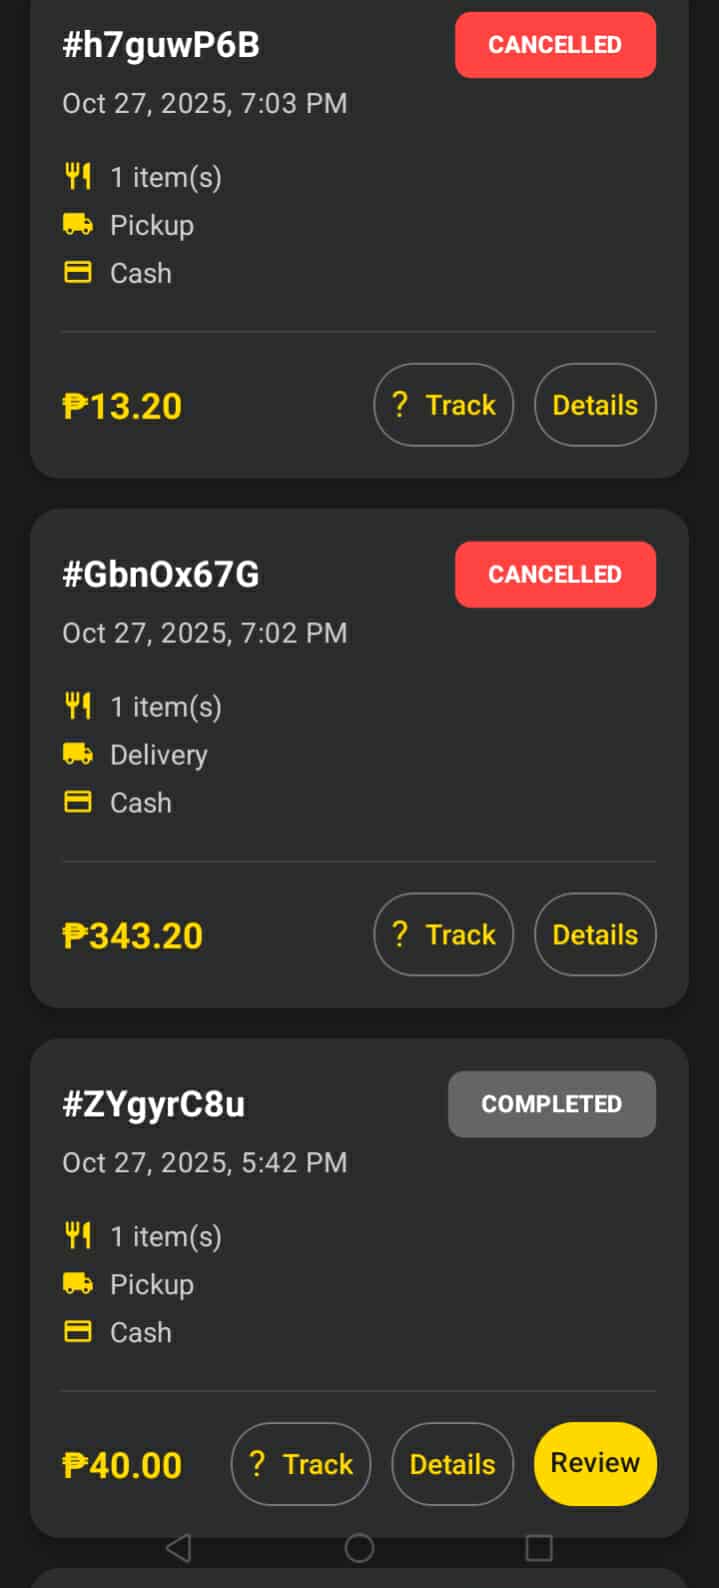 #h7guwP6B
CANCELLED
Oct 27, 2025, 7:03 PM
1 item(s)
Pickup
Cash
₱13.20
? Track
Details
#GbnOx67G
CANCELLED
Oct 27, 2025, 7:02 PM
1 item(s)
Delivery
Cash
₱343.20
? Track
Details
#ZYgyrC8u
COMPLETED
Oct 27, 2025, 5:42 PM
1 item(s)
Pickup
Cash
₱40.00
? Track
Details
Review